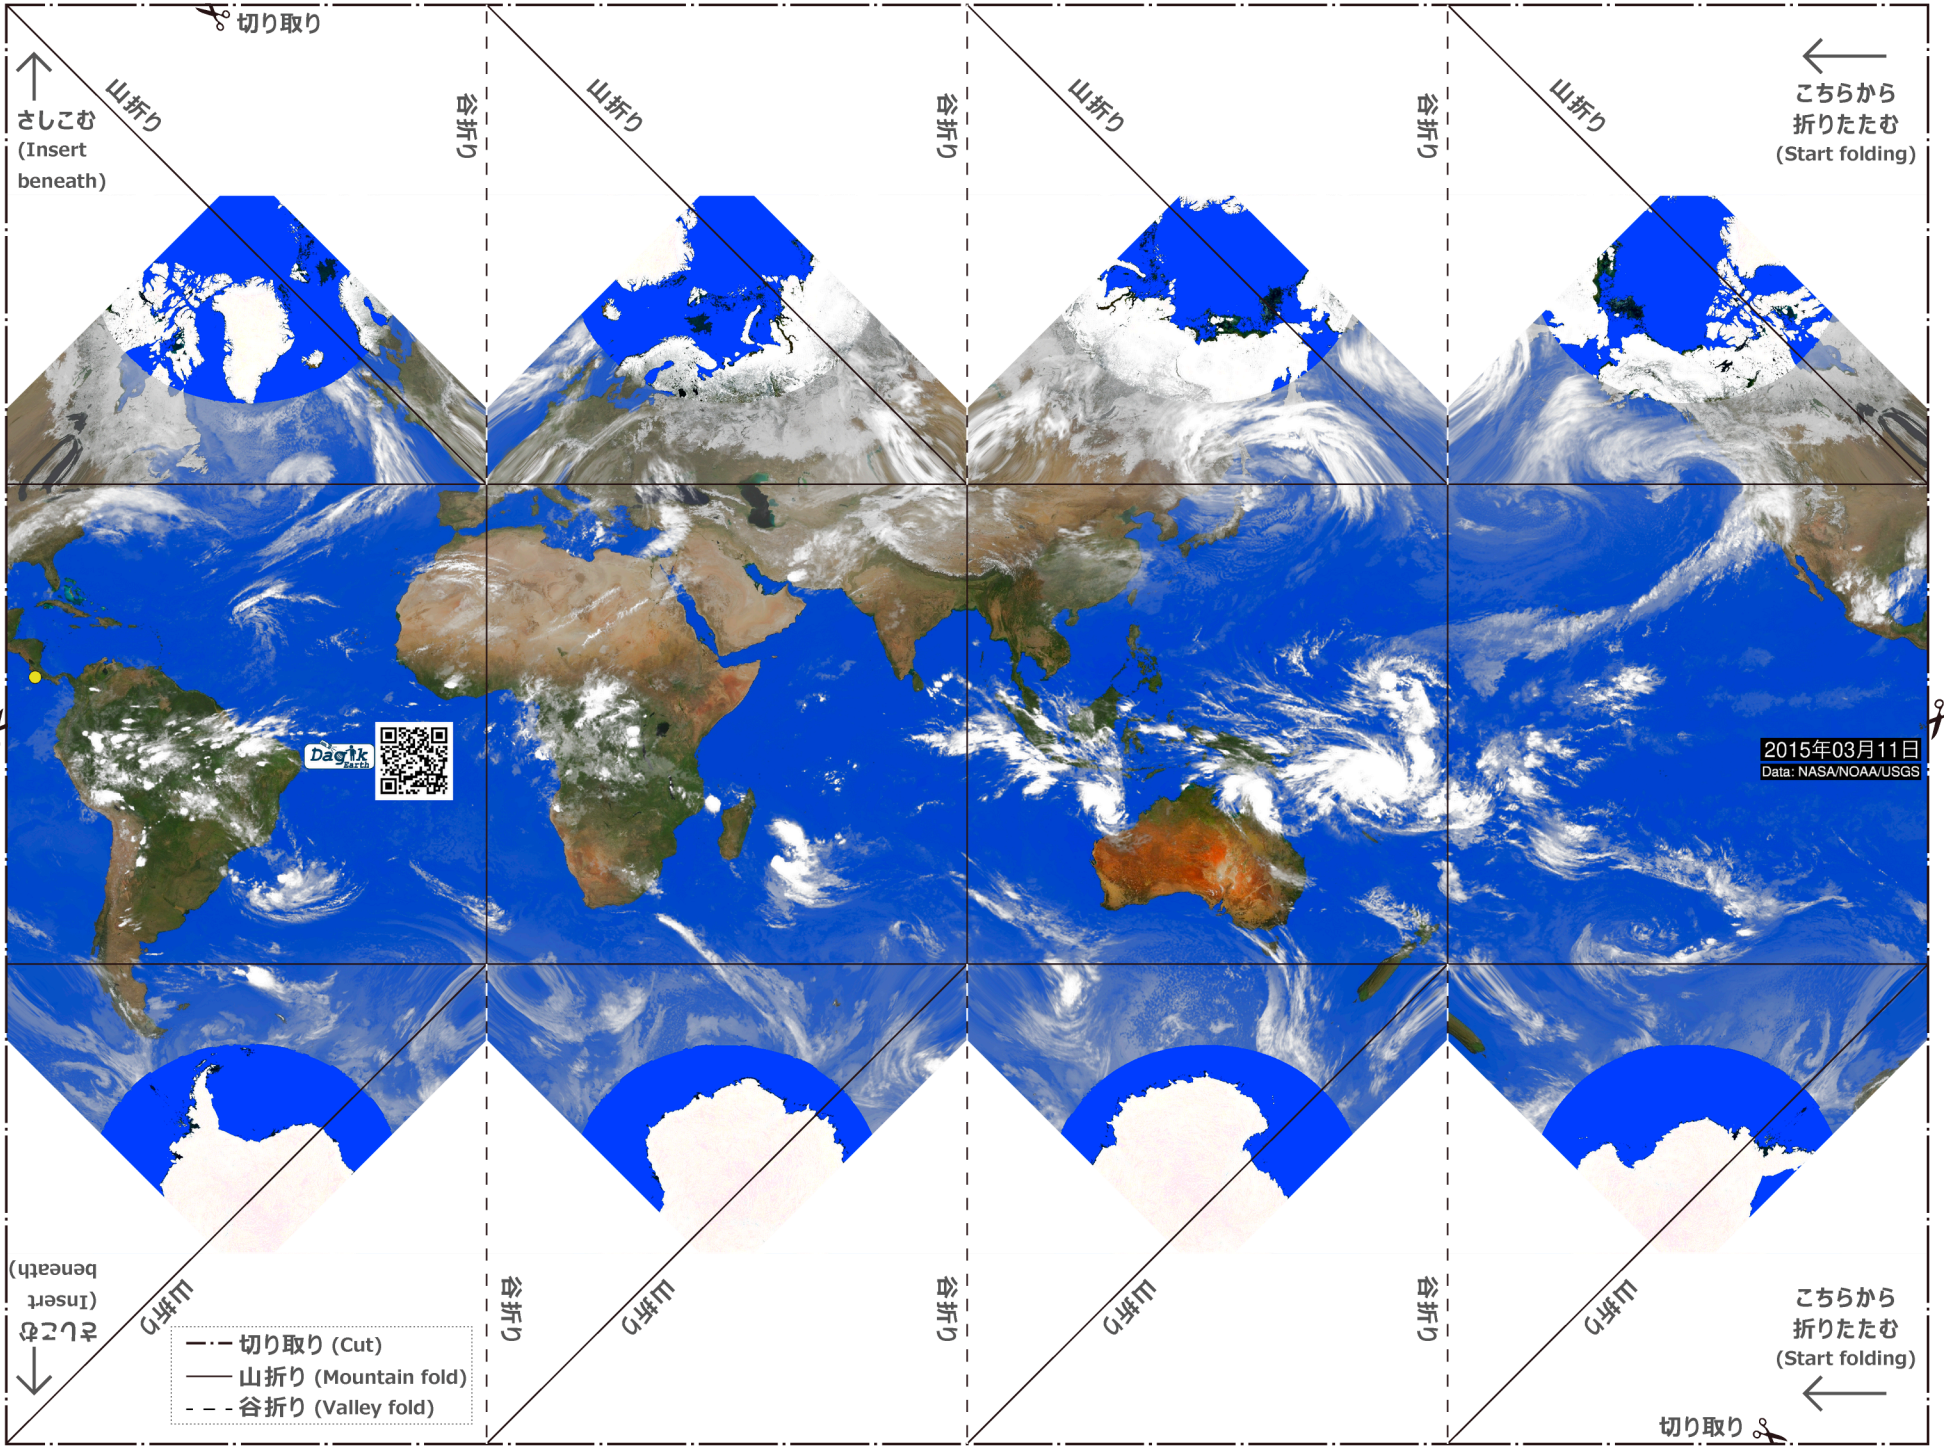 切り取り
さしこむ
(Insert
beneath)
山折り
谷折り
山折り
谷折り
山折り
谷折り
山折り
こちらから
折りたたむ
(Start folding)
Dagik
Earth
2015年03月11日
Data: NASA/NOAA/USGS
さしこむ
(Insert
beneath)
山折り
谷折り
山折り
谷折り
山折り
谷折り
山折り
こちらから
折りたたむ
(Start folding)
切り取り (Cut)
山折り (Mountain fold)
谷折り (Valley fold)
切り取り